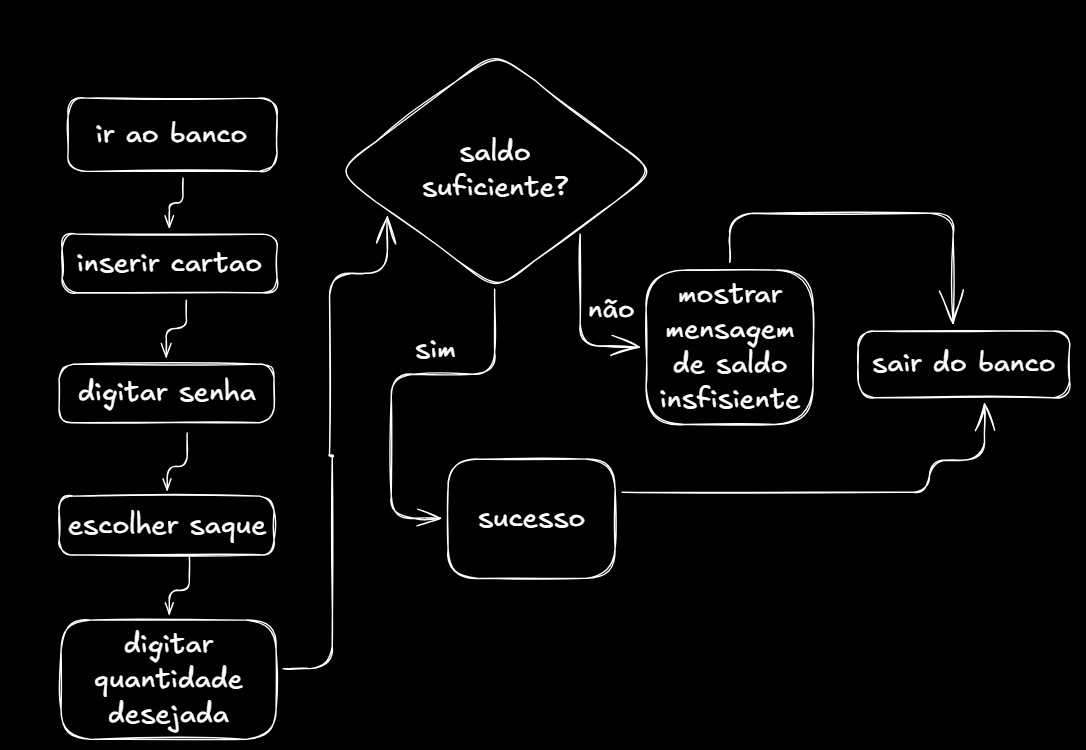 ir ao banco
inserir cartao
digitar senha
escolher saque
digitar
quantidade
desejada
saldo
suficiente?
sim
não
sucesso
mostrar
mensagem
de saldo
insfisiente
sair do banco